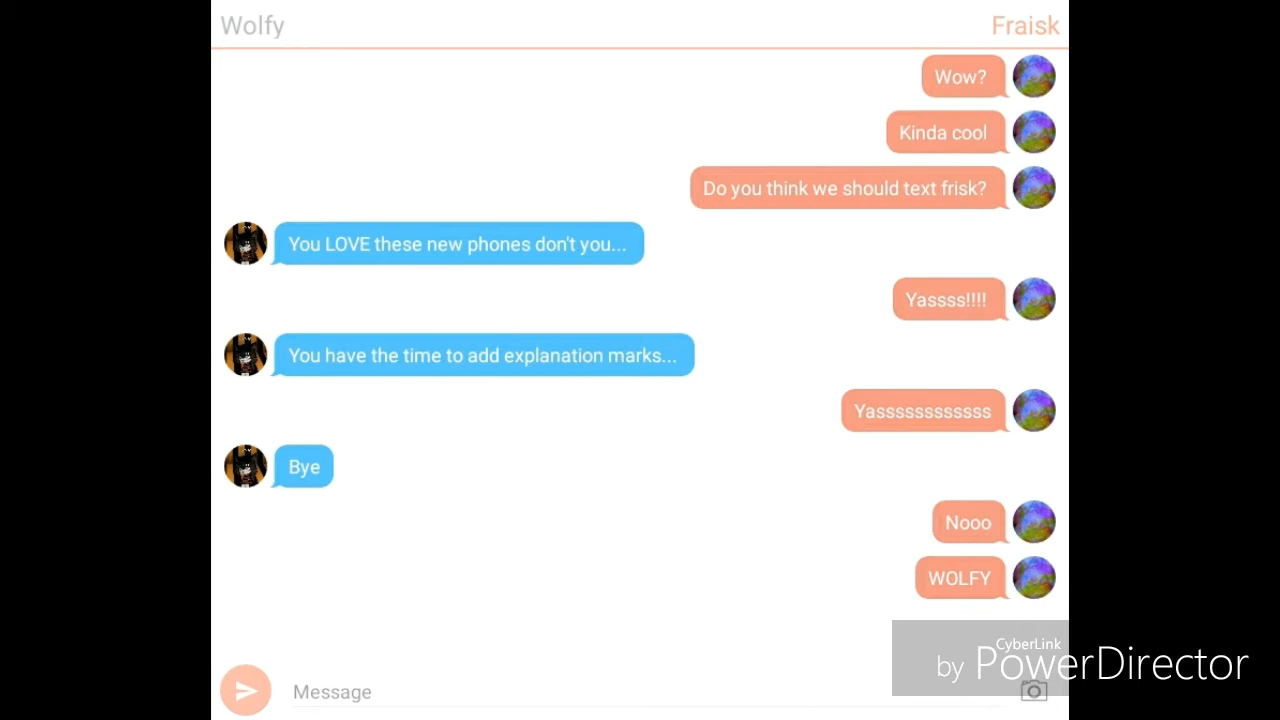 Wolfy
Fraisk
Wow?
Kinda cool
Do you think we should text frisk?
You LOVE these new phones don't you...
Yassss!!!!
You have the time to add explanation marks...
Yasssssssssssss
Bye
Nooo
WOLFY
CyberLink
by PowerDirector
Message